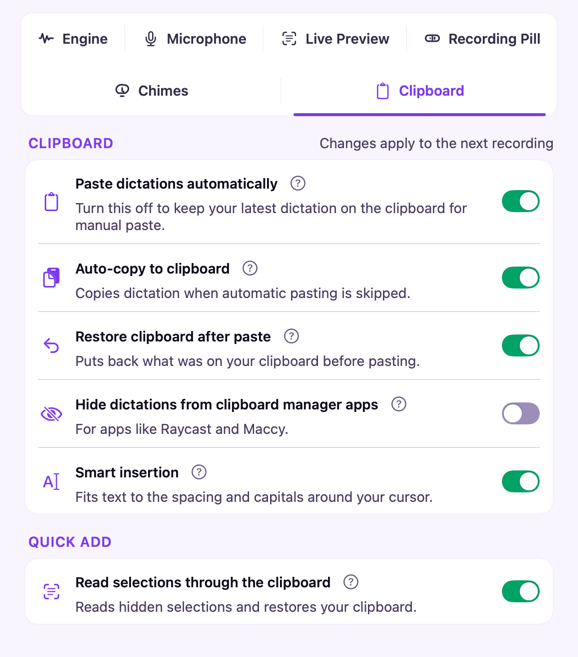 Engine
Microphone
Live Preview
Recording Pill
Chimes
Clipboard
CLIPBOARD
Changes apply to the next recording
Paste dictations automatically ?
Turn this off to keep your latest dictation on the clipboard for
manual paste.
Auto-copy to clipboard ?
Copies dictation when automatic pasting is skipped.
Restore clipboard after paste ?
Puts back what was on your clipboard before pasting.
Hide dictations from clipboard manager apps ?
For apps like Raycast and Maccy.
Smart insertion ?
Fits text to the spacing and capitals around your cursor.
QUICK ADD
Read selections through the clipboard ?
Reads hidden selections and restores your clipboard.